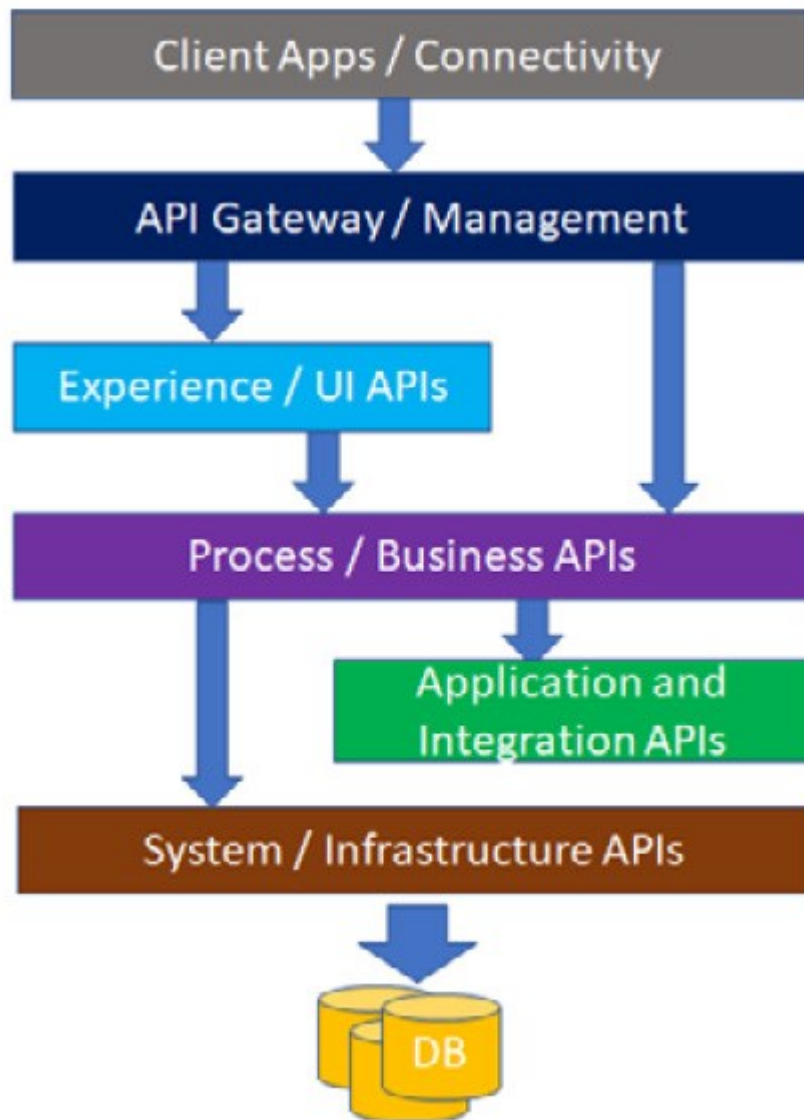 Client Apps / Connectivity
API Gateway / Management
Experience / UI APIs
Process / Business APIs
Application and
Integration APIs
System / Infrastructure APIs
DB